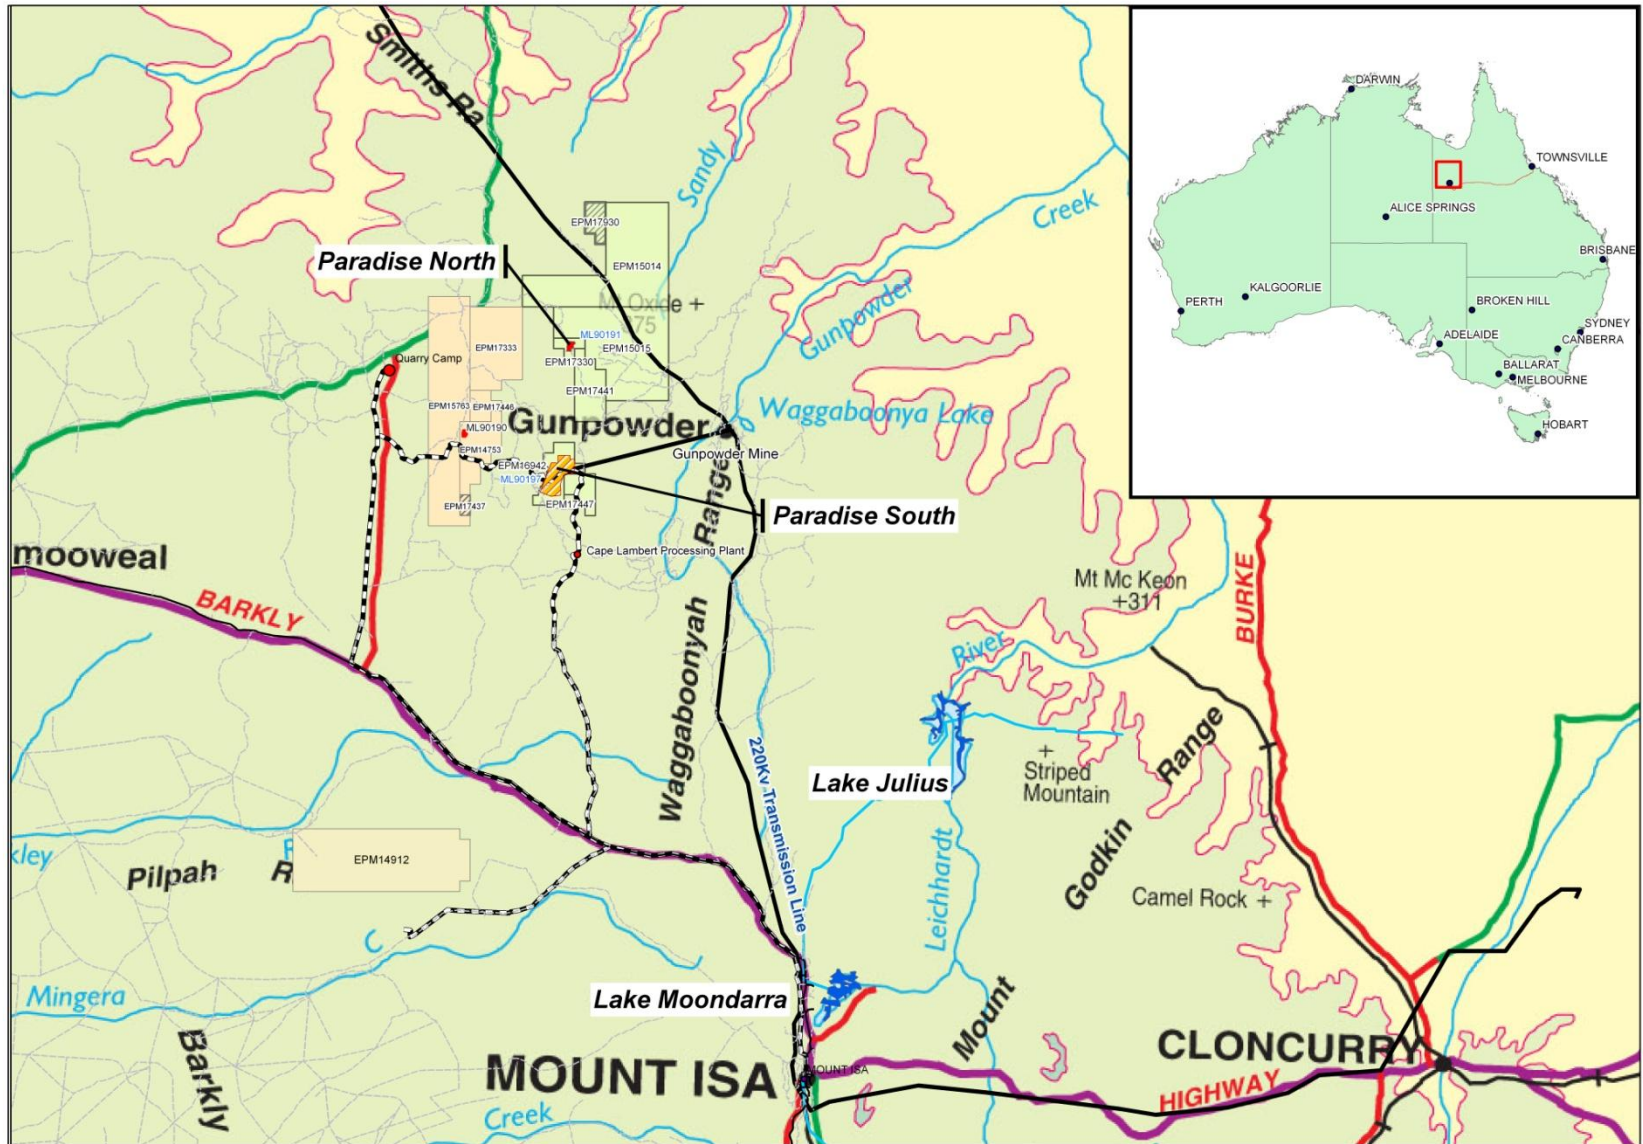 Smiths Ra
Sandy
Creek
DARWIN
TOWNSVILLE
ALICE SPRINGS
BRISBANE
KALGOORLIE
PERTH
BROKEN HILL
SYDNEY
CANBERRA
ADELAIDE
BALLARAT
MELBOURNE
HOBART
EPM17930
Paradise North
EPM15014
Mt Oxide +
675
Gunpowder
ML90191
EPM17333
EPM17330
EPM15015
Quarry Camp
EPM17441
EPM15763
EPM17446
Gunpowder
Waggaboonya Lake
ML90190
EPM14753
Gunpowder Mine
EPM16942
ML90197
EPM17437
EPM17447
Range
Paradise South
mooweal
Cape Lambert Processing Plant
Mt Mc Keon
+311
BURKE
BARKLY
Waggaboonyah
River
Range
220Kv Transmission Line
Lake Julius
+
Striped
Mountain
Godkin
Leichhardt
kley
R
EPM14912
Pilpah
R
Camel Rock +
C
Mingera
Lake Moondarra
Mount
Barkly
MOUNT ISA
MOUNT ISA
CLONCURRY
HIGHWAY
Creek